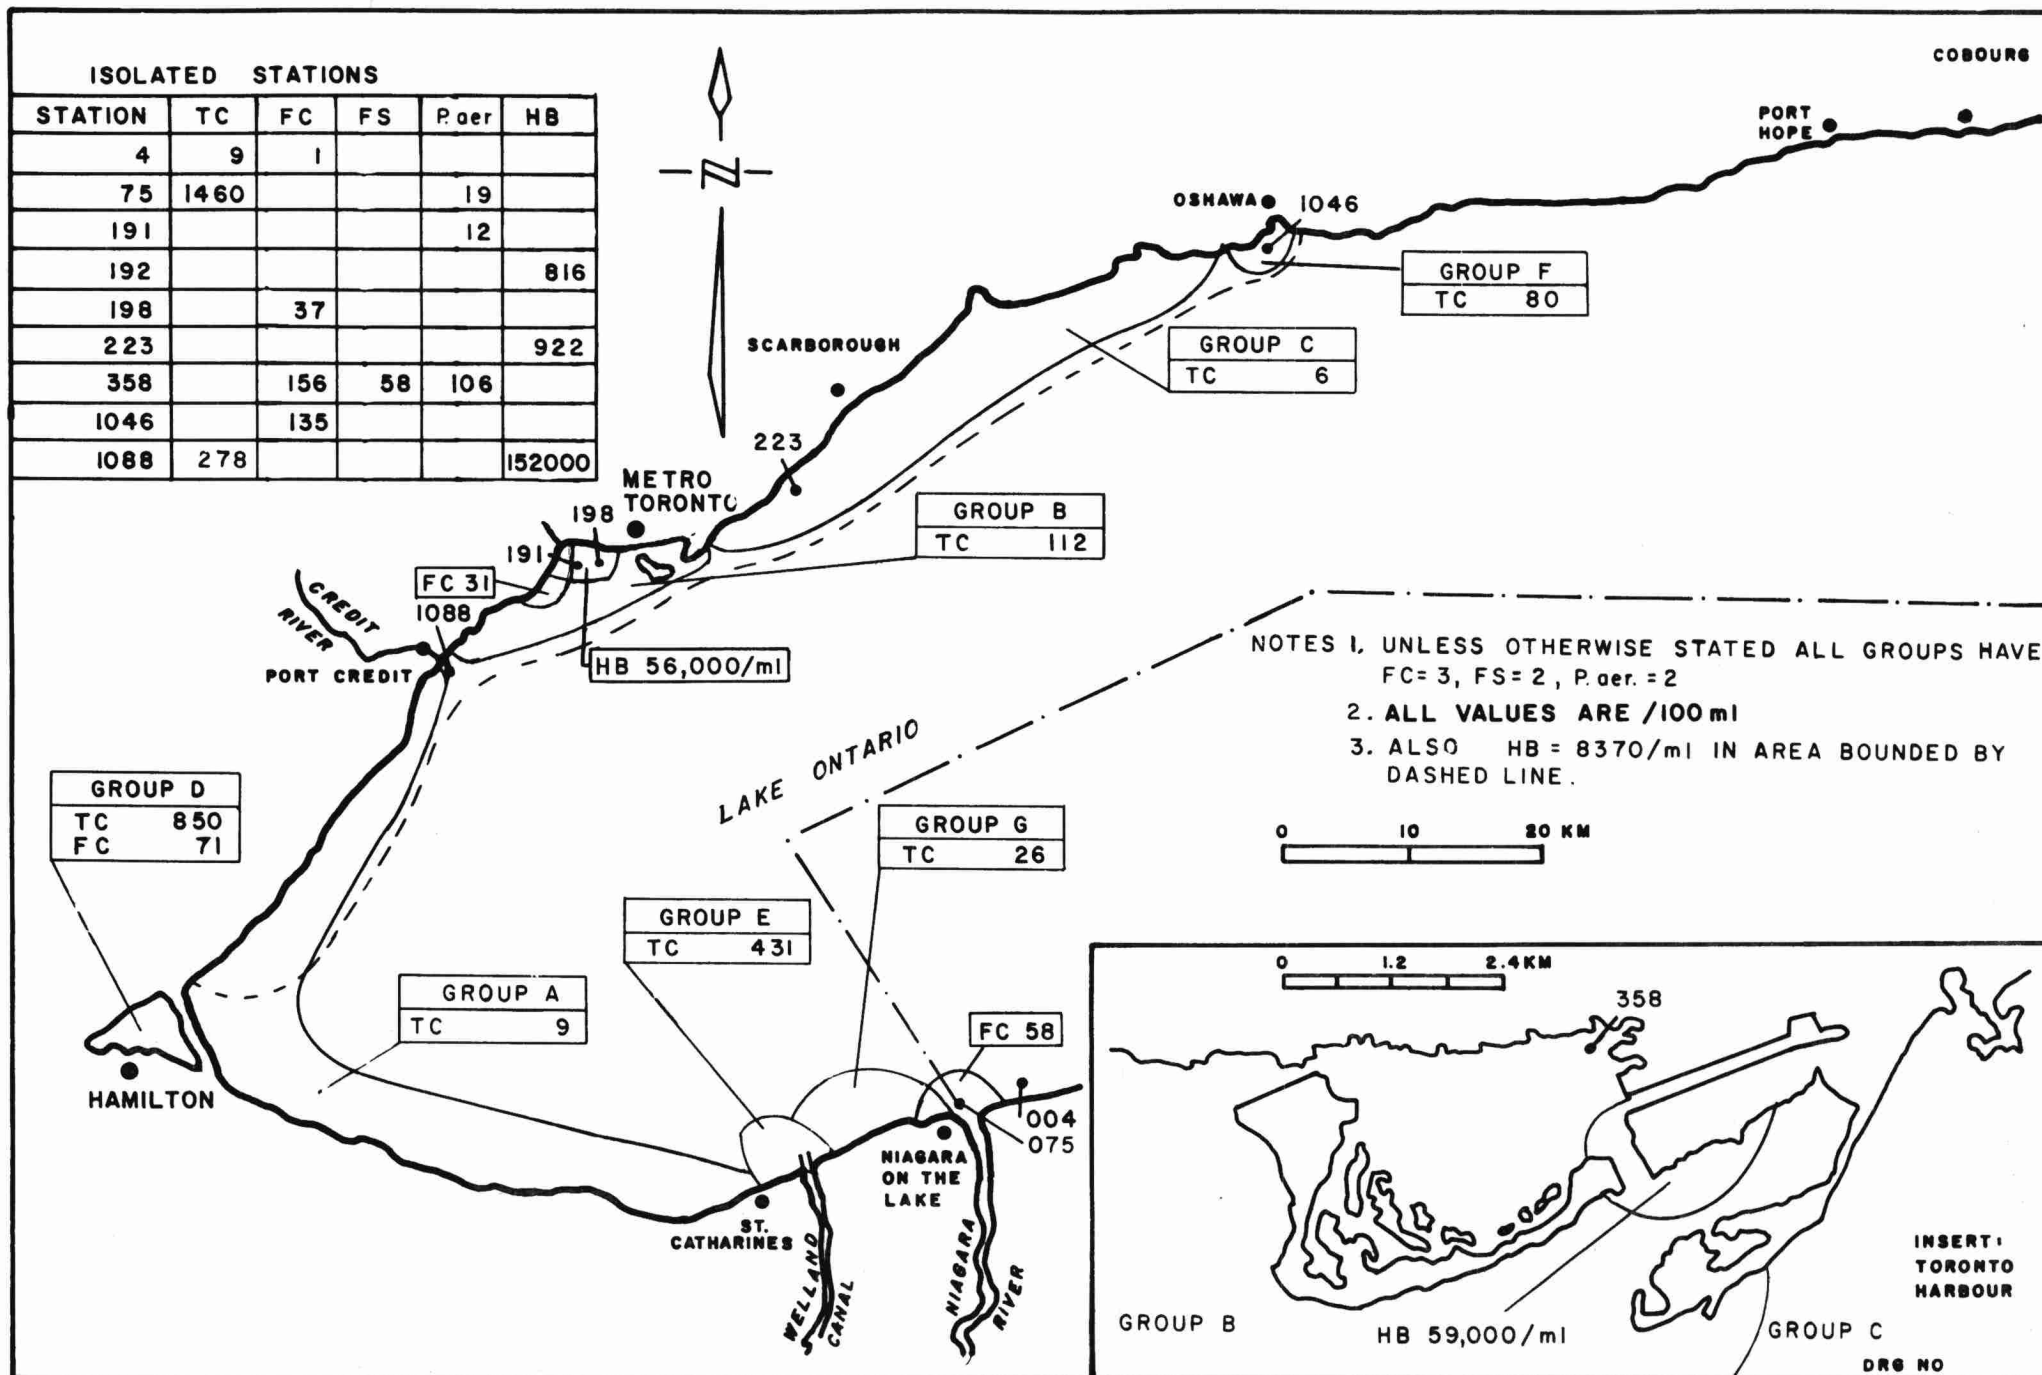 ISOLATED STATIONS
STATION TC FC FS P. aer HB
4 9 1
75 1460 19
191 12
192 816
198 37
223 922
358 156 58 106
1046 135
1088 278 152000
COBOURG
PORT
HOPE
N
OSHAWA
1046
GROUP F
TC 80
GROUP C
TC 6
SCARBOROUGH
223
METRO
TORONTO
198
191
GROUP B
TC 112
FC 31
1088
CREDIT
RIVER
PORT CREDIT
HB 56,000/ml
NOTES 1. UNLESS OTHERWISE STATED ALL GROUPS HAVE
FC= 3, FS= 2, P. aer. = 2
2. ALL VALUES ARE /100 ml
3. ALSO HB = 8370/ml IN AREA BOUNDED BY
DASHED LINE.
0 10 20 KM
LAKE ONTARIO
GROUP D
TC 850
FC 71
GROUP G
TC 26
GROUP E
TC 431
GROUP A
TC 9
FC 58
HAMILTON
004
075
NIAGARA
ON THE
LAKE
ST.
CATHARINES
WELLAND
CANAL
NIAGARA
RIVER
0 1.2 2.4 KM
358
INSERT:
TORONTO
HARBOUR
GROUP B
HB 59,000/ml
GROUP C
DRG NO